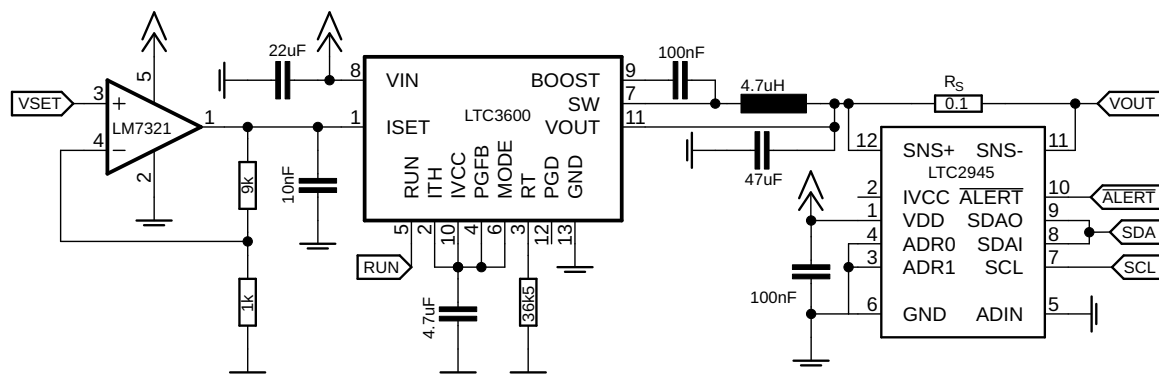 22uF
100nF
5
8
VIN
BOOST
9
4.7uH
R_S
VSET
3
+
SW
7
0.1
VOUT
LM7321
1
1
ISET
LTC3600
VOUT
11
4
−
12
SNS+
SNS-
11
2
9k
10nF
RUN
ITH
IVCC
PGFB
MODE
RT
PGD
GND
47uF
LTC2945
2
IVCC
ALERT
10
ALERT
1
VDD
SDAO
9
5
2
10
4
6
3
12
13
4
ADR0
SDAI
8
SDA
RUN
3
ADR1
SCL
7
SCL
1k
4.7uF
36k5
100nF
6
GND
ADIN
5